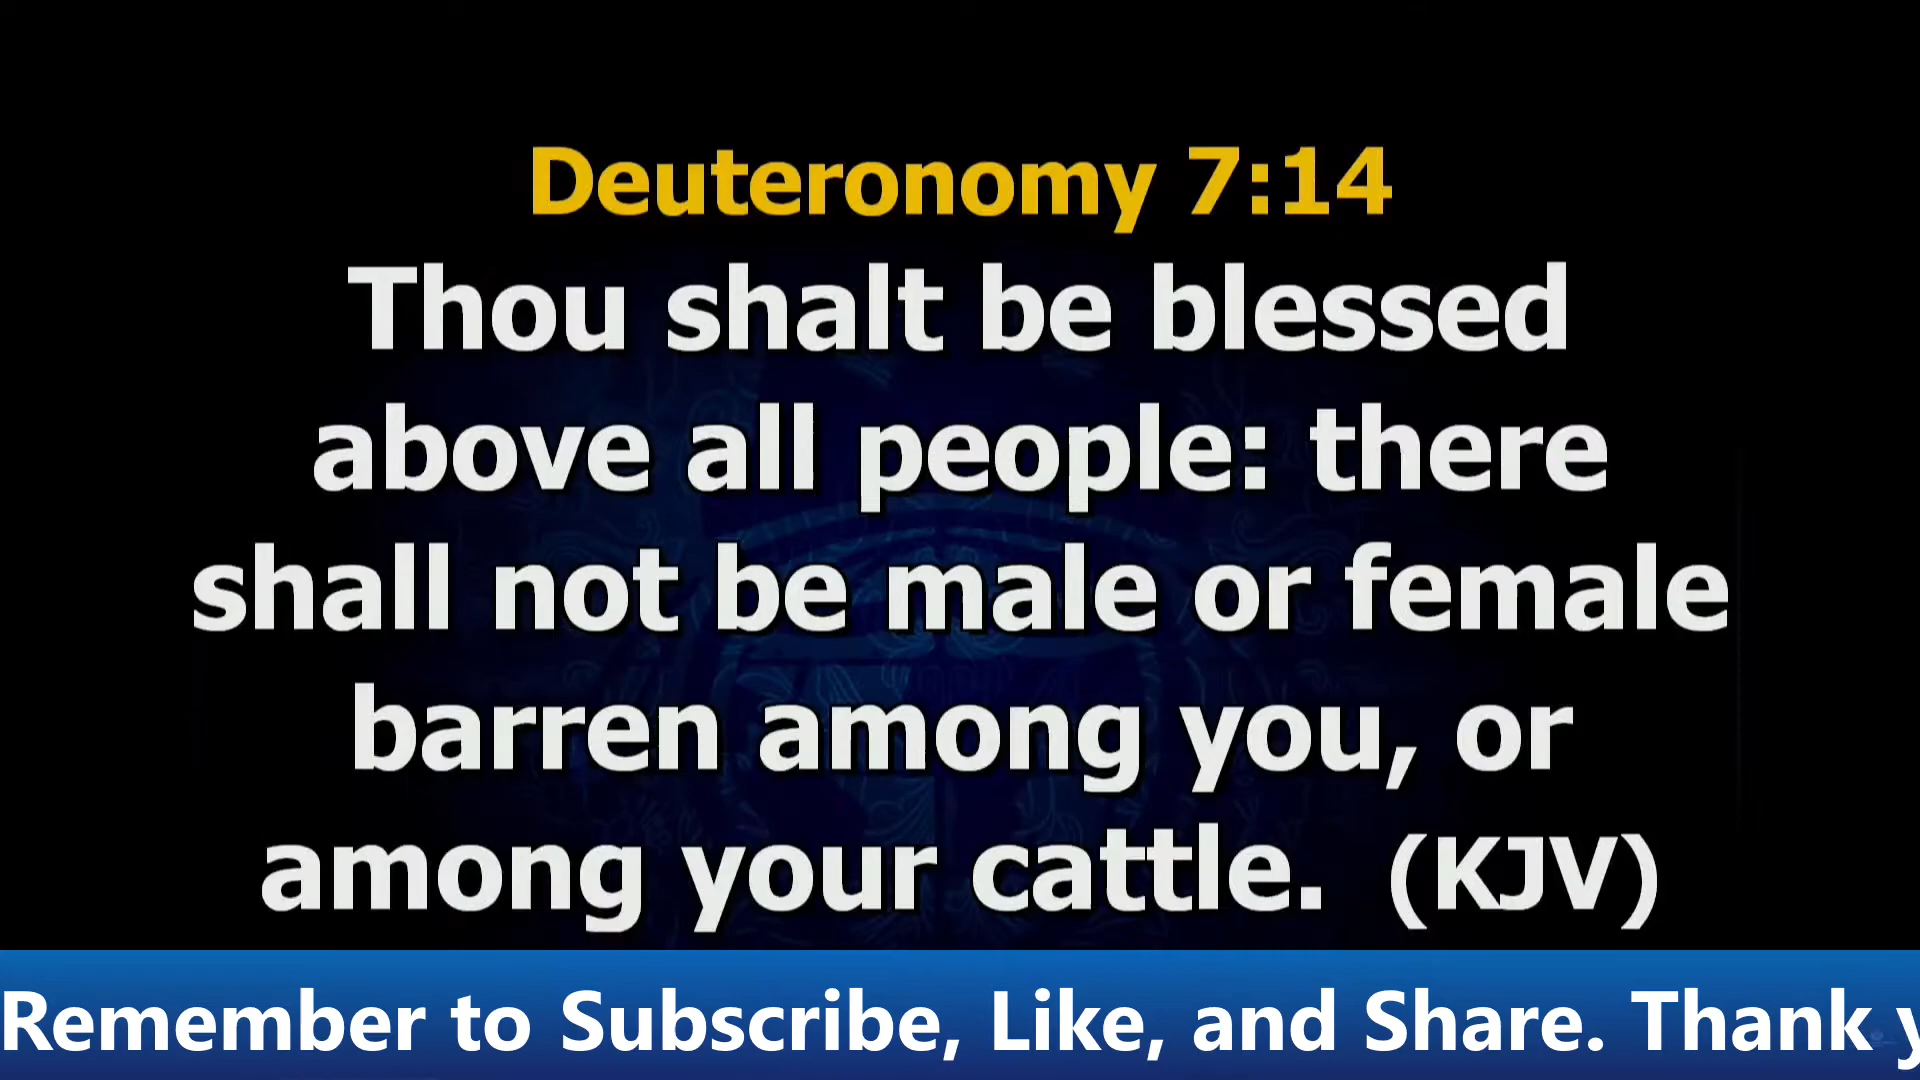 Deuteronomy 7:14
Thou shalt be blessed
above all people: there
shall not be male or female
barren among you, or
among your cattle. (KJV)
Remember to Subscribe, Like, and Share. Thank y